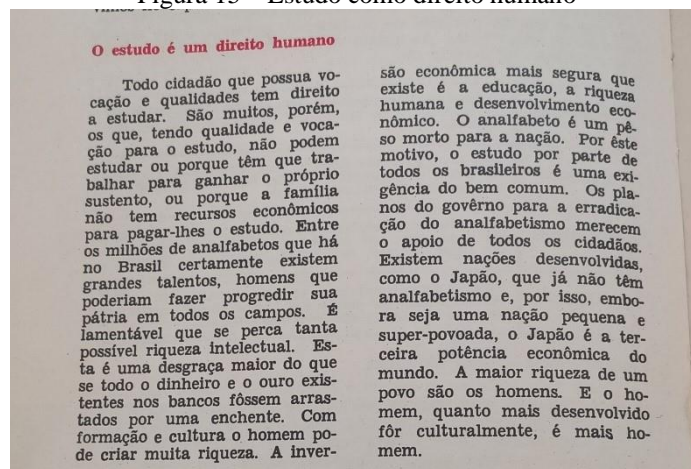 Figura 15 – Estudo como direito humano
O estudo é um direito humano
Todo cidadão que possua vo-
cação e qualidades tem direito
a estudar. São muitos, porém,
os que, tendo qualidade e voca-
ção para o estudo, não podem
estudar ou porque têm que tra-
balhar para ganhar o próprio
sustento, ou porque a família
não tem recursos econômicos
para pagar-lhes o estudo. Entre
os milhões de analfabetos que há
no Brasil certamente existem
grandes talentos, homens que
poderiam fazer progredir sua
pátria em todos os campos. É
lamentável que se perca tanta
possível riqueza intelectual. Es-
ta é uma desgraça maior do que
se todo o dinheiro e o ouro exis-
tentes nos bancos fôssem arras-
tados por uma enchente. Com
formação e cultura o homem po-
de criar muita riqueza. A inver-
são econômica mais segura que
existe é a educação, a riqueza
humana e desenvolvimento eco-
nômico. O analfabeto é um pê-
so morto para a nação. Por êste
motivo, o estudo por parte de
todos os brasileiros é uma exi-
gência do bem comum. Os pla-
nos do govêrno para a erradica-
ção do analfabetismo merecem
o apoio de todos os cidadãos.
Existem nações desenvolvidas,
como o Japão, que já não têm
analfabetismo e, por isso, embo-
ra seja uma nação pequena e
super-povoada, o Japão é a ter-
ceira potência econômica do
mundo. A maior riqueza de um
povo são os homens. E o ho-
mem, quanto mais desenvolvido
fôr culturalmente, é mais ho-
mem.